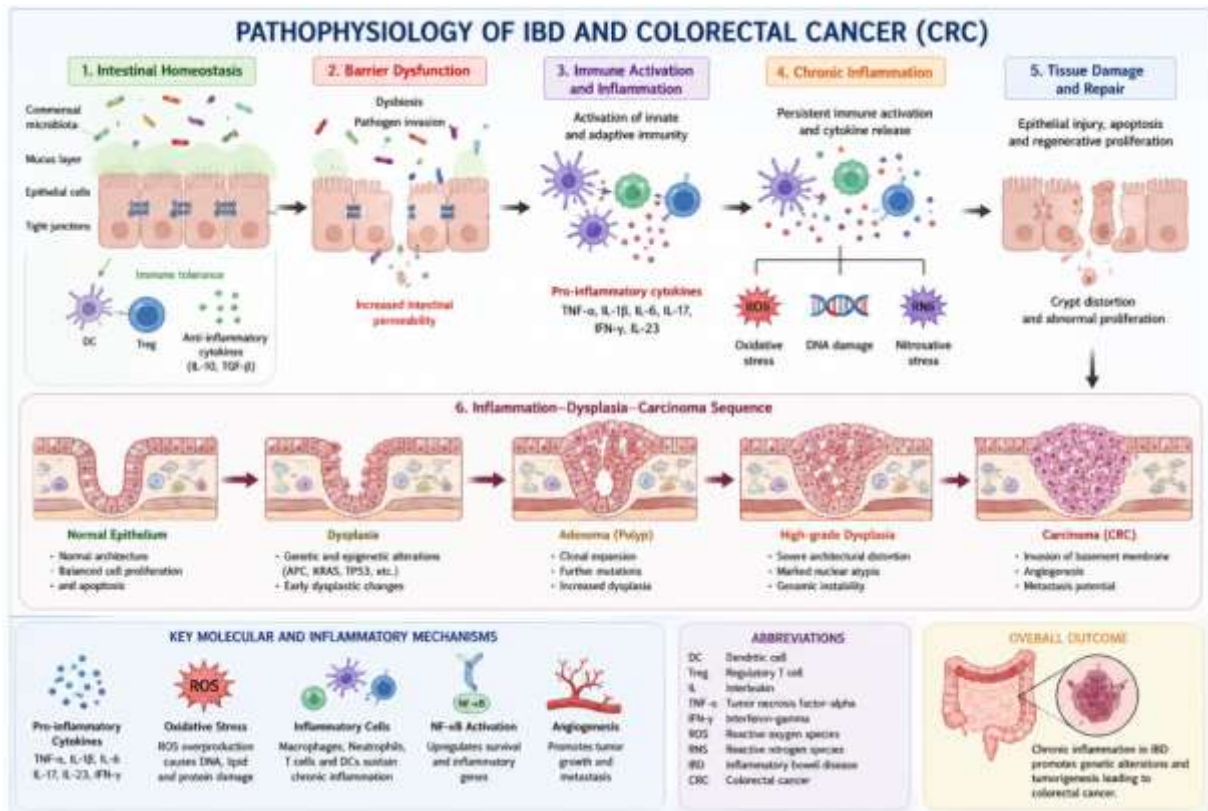 PATHOPHYSIOLOGY OF IBD AND COLORECTAL CANCER (CRC)
1. Intestinal Homeostasis
Commensal
microbiota
Mucus layer
Epithelial cells
Tight junctions
Immune tolerance
DC
Treg
Anti-inflammatory
cytokines
(IL-10, TGF-β)
2. Barrier Dysfunction
Dysbiosis
Pathogen invasion
Increased intestinal
permeability
3. Immune Activation
and Inflammation
Activation of innate
and adaptive immunity
Pro-inflammatory cytokines
TNF-α, IL-1β, IL-6, IL-17,
IFN-γ, IL-23
4. Chronic Inflammation
Persistent immune activation
and cytokine release
ROS
RNS
Oxidative
stress
DNA damage
Nitrosative
stress
5. Tissue Damage
and Repair
Epithelial injury, apoptosis
and regenerative proliferation
Crypt distortion
and abnormal proliferation
6. Inflammation–Dysplasia–Carcinoma Sequence
Normal Epithelium
• Normal architecture
• Balanced cell proliferation
• and apoptosis
Dysplasia
• Genetic and epigenetic alterations
(APC, KRAS, TP53, etc.)
• Early dysplastic changes
Adenoma (Polyp)
• Clonal expansion
• Further mutations
• Increased dysplasia
High-grade Dysplasia
• Severe architectural distortion
• Marked nuclear atypia
• Genomic instability
Carcinoma (CRC)
• Invasion of basement membrane
• Angiogenesis
• Metastasis potential
KEY MOLECULAR AND INFLAMMATORY MECHANISMS
Pro-inflammatory
Cytokines
TNF-α, IL-1β, IL-6
IL-17, IL-23, IFN-γ
ROS
Oxidative Stress
ROS overproduction
causes DNA, lipid
and protein damage
Inflammatory Cells
Macrophages, Neutrophils,
T cells and DCs sustain
chronic inflammation
NF-κB
NF-κB Activation
Upregulates survival
and inflammatory
genes
Angiogenesis
Promotes tumor
growth and
metastasis
ABBREVIATIONS
DC Dendritic cell
Treg Regulatory T cell
IL Interleukin
TNF-α Tumor necrosis factor-alpha
IFN-γ Interferon-gamma
ROS Reactive oxygen species
RNS Reactive nitrogen species
IBD Inflammatory bowel disease
CRC Colorectal cancer
OVERALL OUTCOME
Chronic inflammation in IBD
promotes genetic alterations and
tumorigenesis leading to
colorectal cancer.